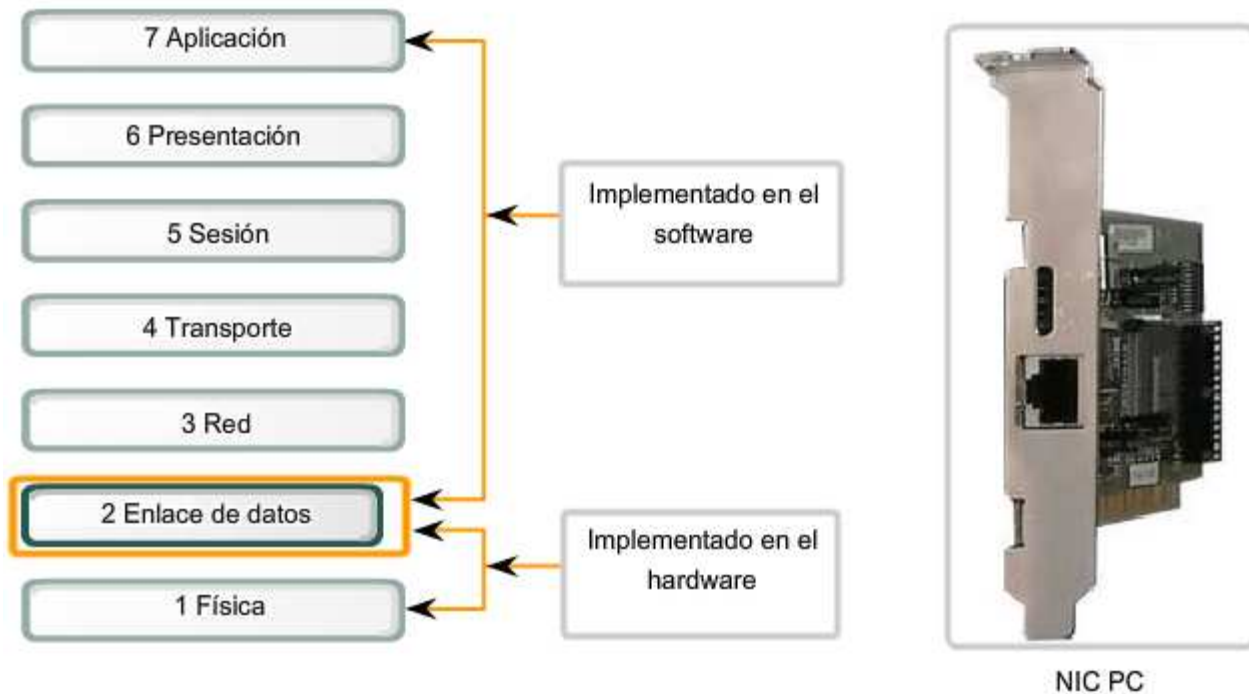 7 Aplicación
6 Presentación
5 Sesión
4 Transporte
3 Red
2 Enlace de datos
1 Física
Implementado en el
software
Implementado en el
hardware
NIC PC